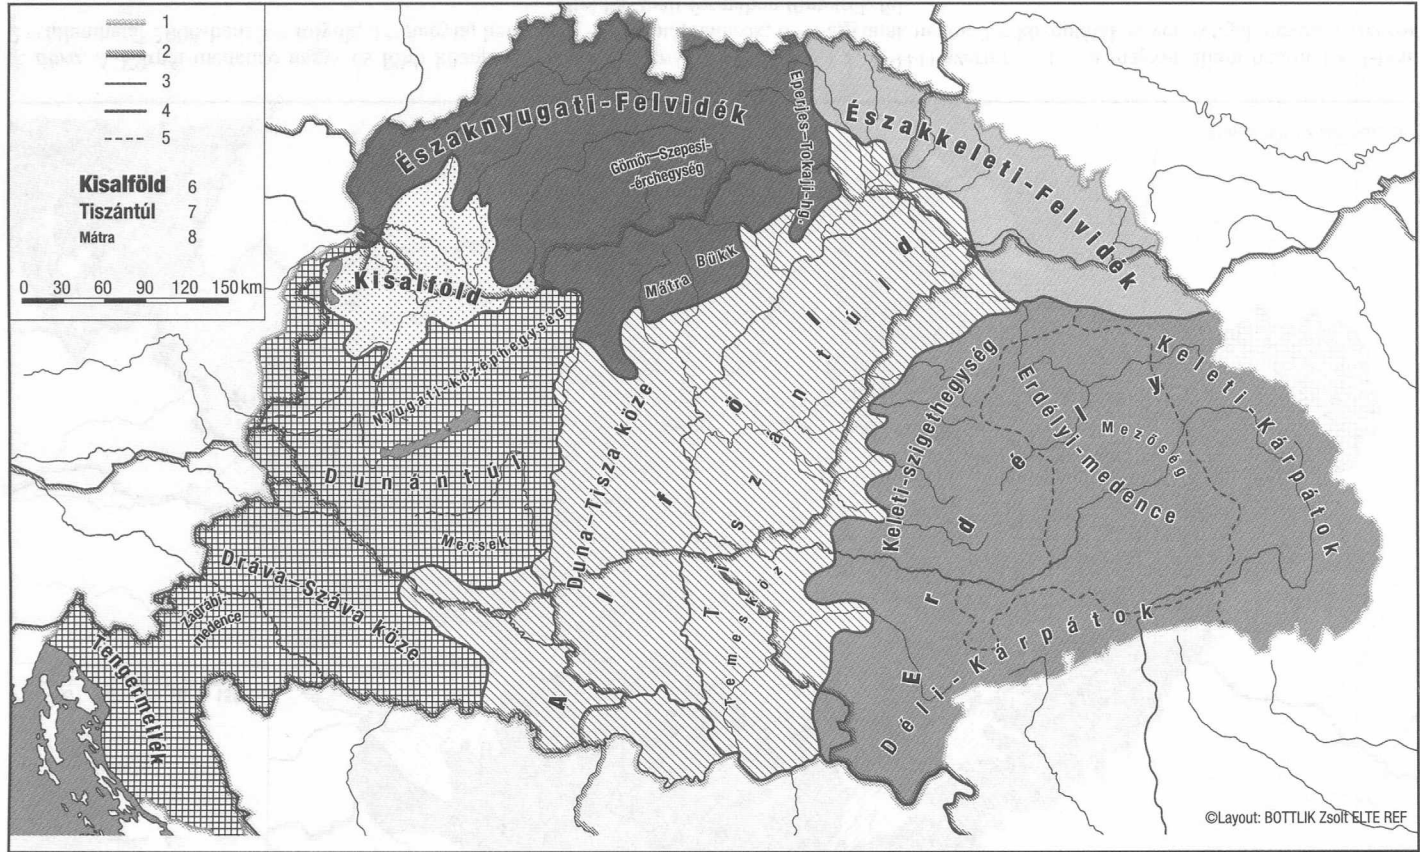 1
2
3
4
5
Kisalföld 6
Tiszántúl 7
Mátra 8
0 30 60 90 120 150 km
Északnyugati-Felvidék
Gömör–Szepesi-
-érchegység
Eperjes–Tokaji-hg.
Északkeleti-Felvidék
Mátra
Bükk
Kisalföld
Nyugati-középhegység
Dunántúl
Mecsek
Duna–Tisza köze
Alföld
Tiszántúl
Temesköz
Dráva–Száva köze
Zágrábi-
medence
Tengermellék
Keleti-szigethegység
Erdélyi-medence
Mezőség
Erdély
Keleti-Kárpátok
Déli-Kárpátok
©Layout: BOTTLIK Zsolt ELTE REF